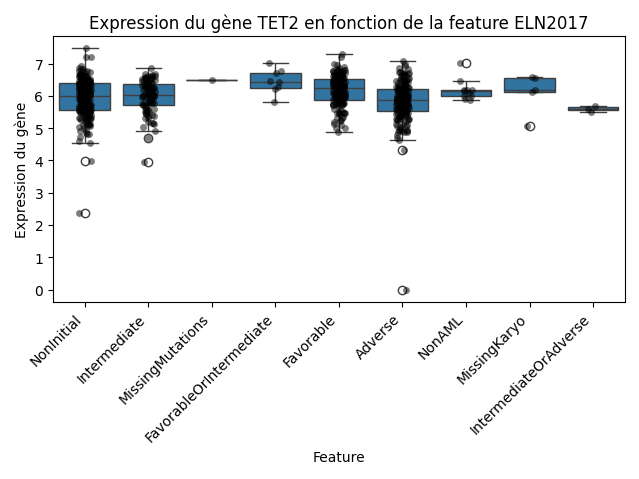 Expression du gène TET2 en fonction de la feature ELN2017
Expression du gène
7
6
5
4
3
2
1
0
NonInitial
Intermediate
MissingMutations
FavorableOrIntermediate
Favorable
Adverse
NonAML
MissingKaryo
IntermediateOrAdverse
Feature